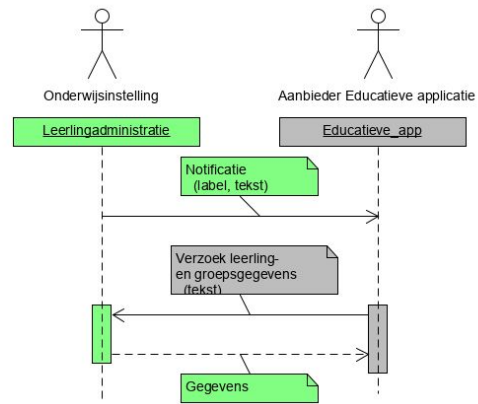 Onderwijsinstelling
Aanbieder Educatieve applicatie
Leerlingadministratie
Educatieve_app
Notificatie
(label, tekst)
Verzoek leerling-
en groepsgegevens
(tekst)
Gegevens